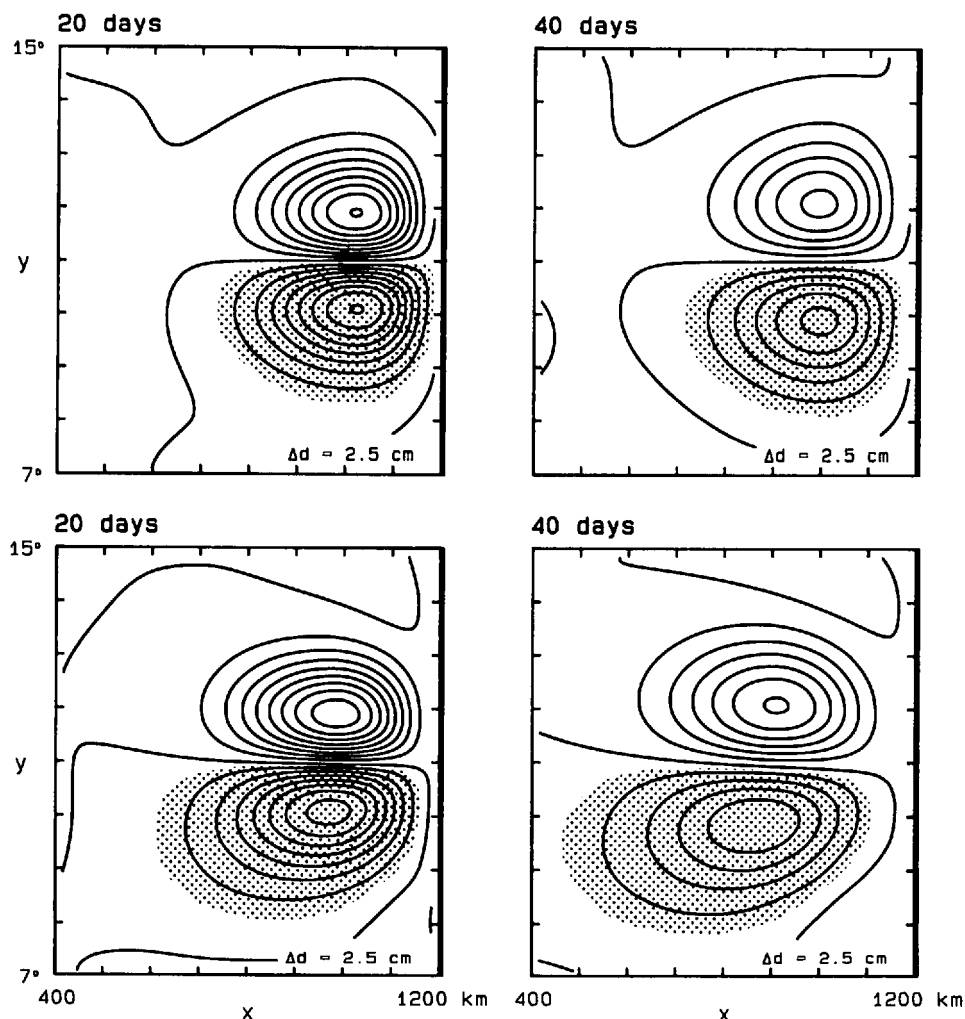 20 days
40 days
15°
y
7°
Δd = 2.5 cm
Δd = 2.5 cm
20 days
40 days
15°
y
7°
Δd = 2.5 cm
Δd = 2.5 cm
400
1200 km
400
1200 km
x
x